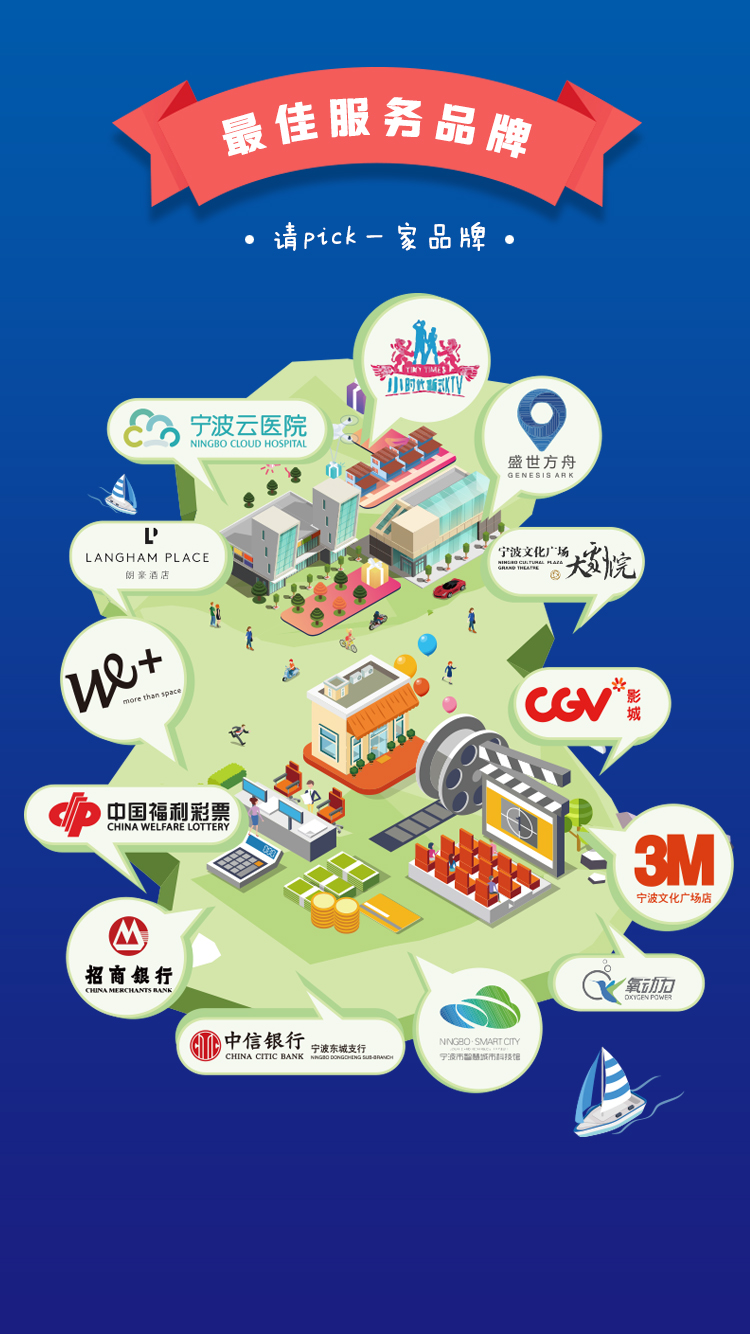 最佳服务品牌
• 请pick一家品牌 •
TINY TIMES
小时代量贩KTV
宁波云医院
NINGBO CLOUD HOSPITAL
盛世方舟
GENESIS ARK
LP
LANGHAM PLACE
朗豪酒店
宁波文化广场
NINGBO CULTURAL PLAZA
GRAND THEATRE
大剧院
We+
more than space
CGV
影城
中国福利彩票
CHINA WELFARE LOTTERY
3M
宁波文化广场店
招商银行
CHINA MERCHANTS BANK
氧动力
OXYGEN POWER
NINGBO·SMART CITY
宁波市智慧城市科技馆
中信银行
CHINA CITIC BANK
宁波东城支行
NINGBO DONGCHENG SUB-BRANCH